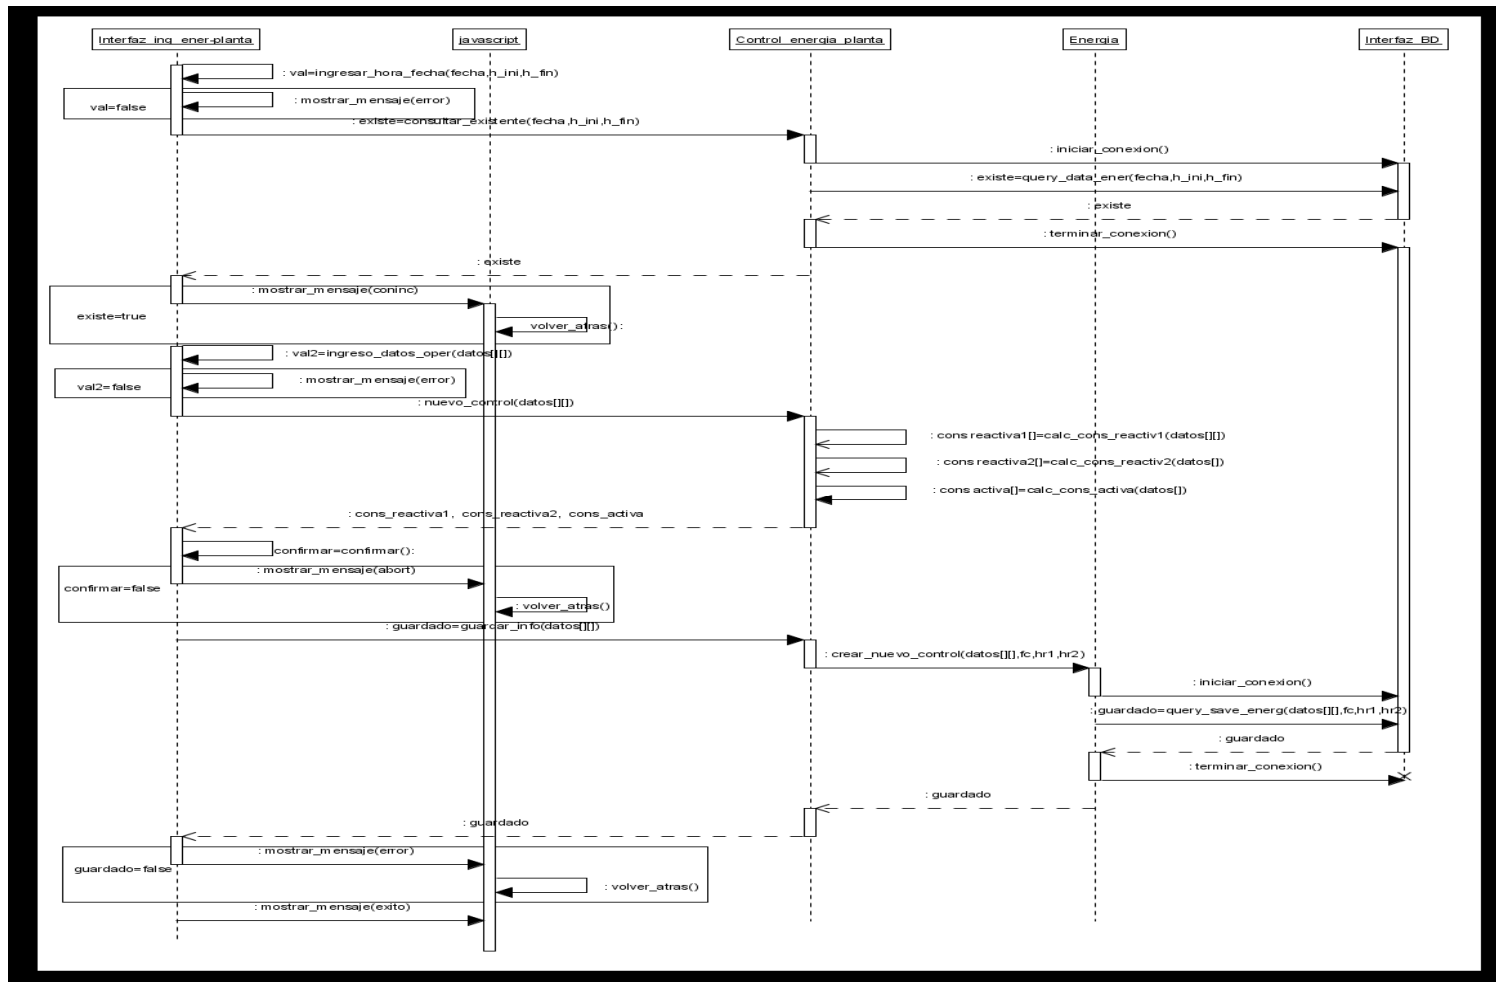 Interfaz_ing_ener-planta
javascript
Control_energia_planta
Energia
Interfaz_BD
: val=ingresar_hora_fecha(fecha,h_ini,h_fin)
: mostrar_mensaje(error)
val=false
: existe=consultar_existente(fecha,h_ini,h_fin)
: iniciar_conexion()
: existe=query_data_ener(fecha,h_ini,h_fin)
: existe
: terminar_conexion()
: existe
: mostrar_mensaje(coninc)
existe=true
volver_atras():
: val2=ingreso_datos_oper(datos[][])
: mostrar_mensaje(error)
val2=false
: nuevo_control(datos[][])
: cons reactiva1[]=calc_cons_reactiv1(datos[][])
: cons reactiva2[]=calc_cons_reactiv2(datos[])
: cons activa[]=calc_cons_activa(datos[])
: cons_reactiva1, cons_reactiva2, cons_activa
confirmar=confirmar():
: mostrar_mensaje(abort)
confirmar=false
: volver_atras()
: guardado=guardar_info(datos[][])
: crear_nuevo_control(datos[][],fc,hr1,hr2)
: iniciar_conexion()
: guardado=query_save_energ(datos[][],fc,hr1,hr2)
: guardado
: terminar_conexion()
: guardado
: guardado
: mostrar_mensaje(error)
guardado=false
: volver_atras()
: mostrar_mensaje(exito)